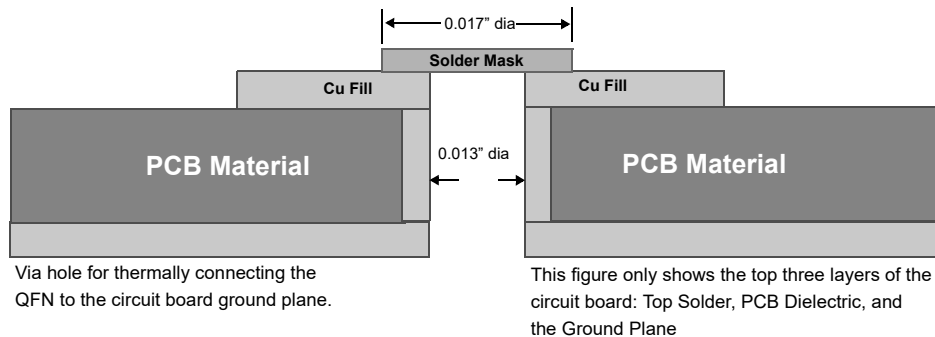 0.017” dia
Solder Mask
Cu Fill
Cu Fill
PCB Material
0.013” dia
PCB Material
Via hole for thermally connecting the
QFN to the circuit board ground plane.
This figure only shows the top three layers of the
circuit board: Top Solder, PCB Dielectric, and
the Ground Plane